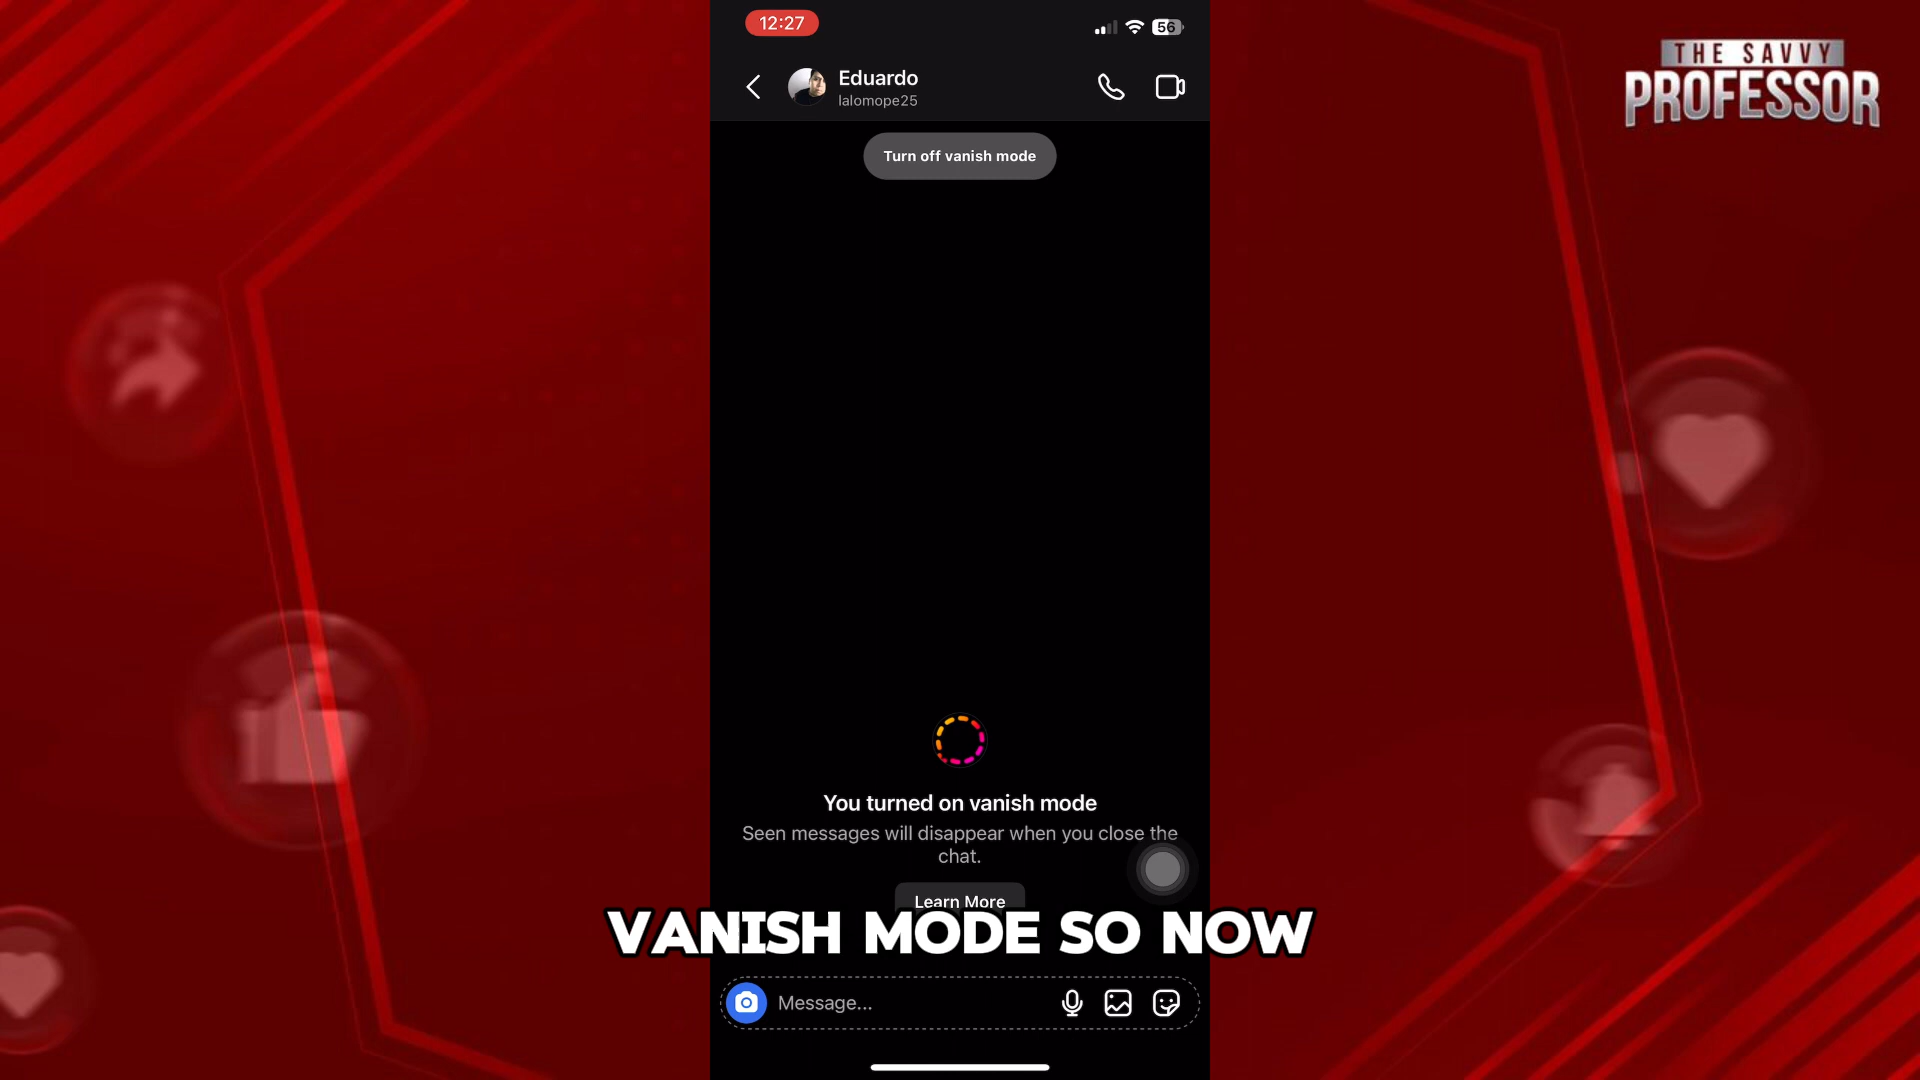 12:27
56
THE SAVVY
PROFESSOR
Eduardo
lalomope25
Turn off vanish mode
You turned on vanish mode
Seen messages will disappear when you close the
chat.
Learn More
VANISH MODE SO NOW
Message...